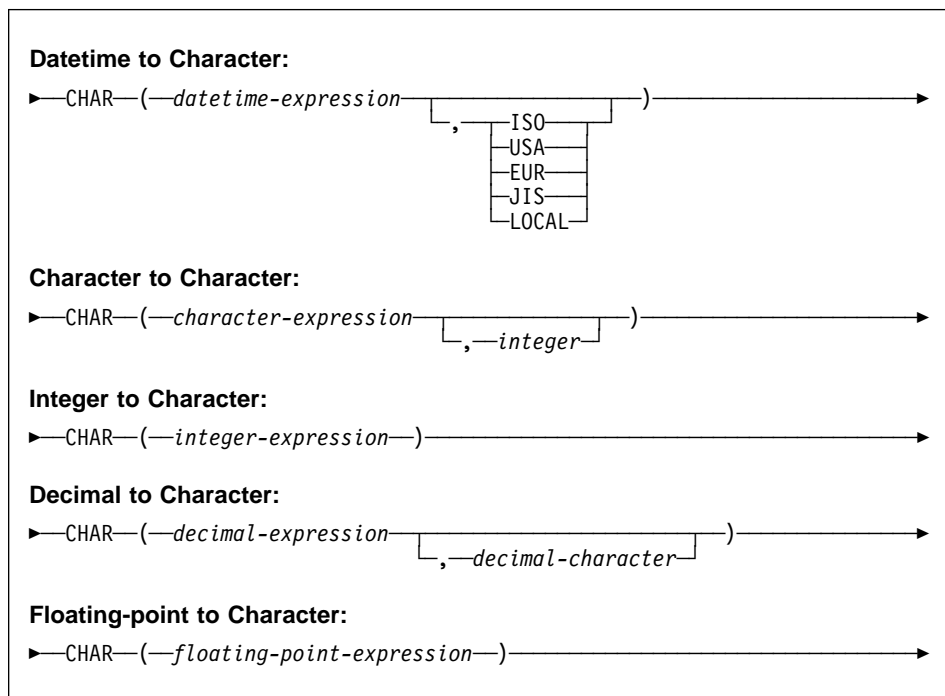 Datetime to Character:
CHAR ( datetime-expression )
, ISO
USA
EUR
JIS
LOCAL
Character to Character:
CHAR ( character-expression )
, integer
Integer to Character:
CHAR ( integer-expression )
Decimal to Character:
CHAR ( decimal-expression )
, decimal-character
Floating-point to Character:
CHAR ( floating-point-expression )